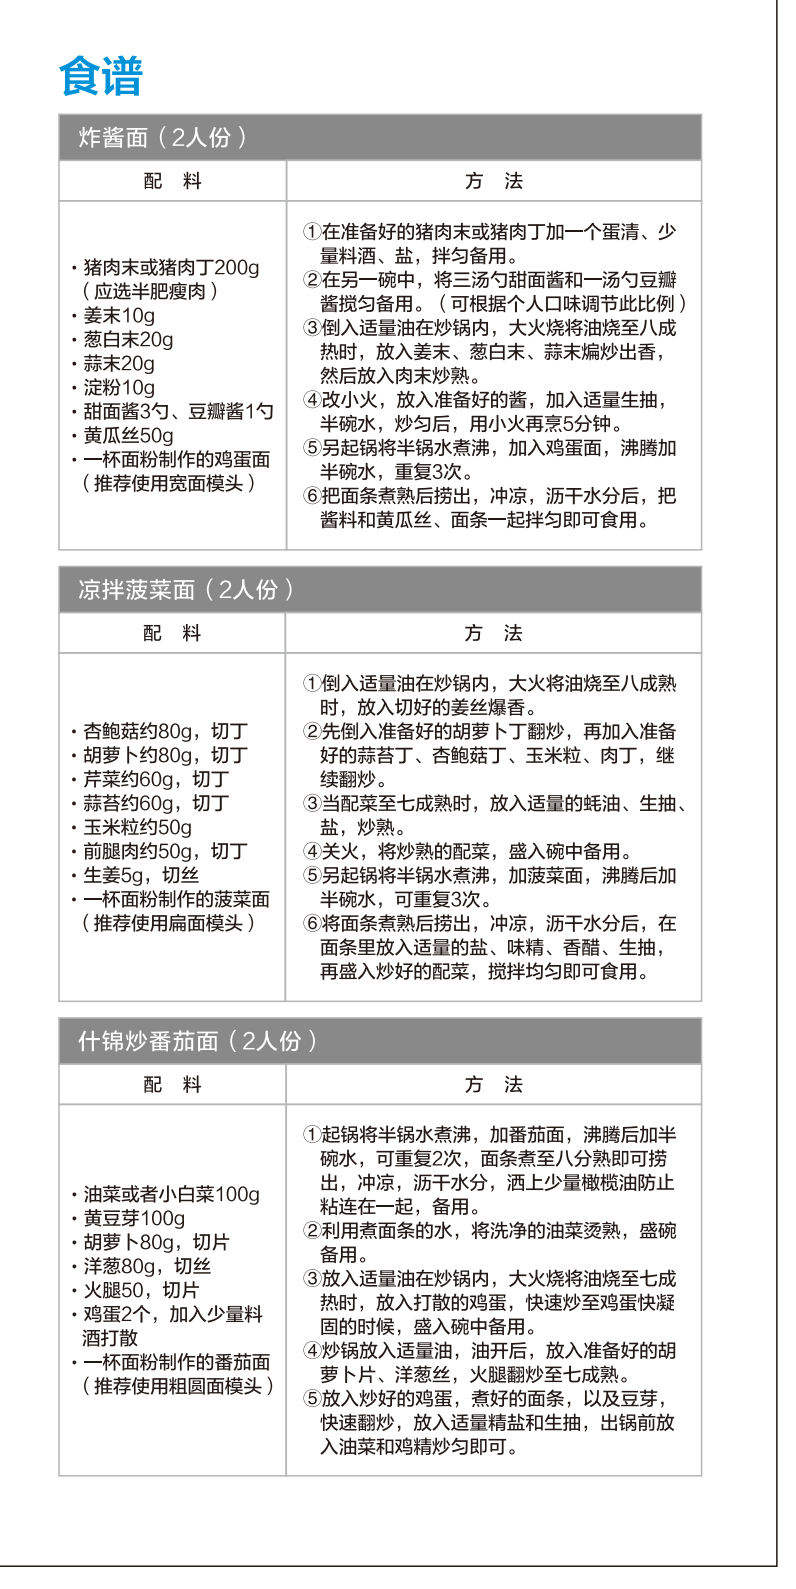 食谱
炸酱面（2人份）
配 料
方 法
·猪肉末或猪肉丁200g
（应选半肥瘦肉）
·姜末10g
·葱白末20g
·蒜末20g
·淀粉10g
·甜面酱3勺、豆瓣酱1勺
·黄瓜丝50g
·一杯面粉制作的鸡蛋面
（推荐使用宽面模头）
①在准备好的猪肉末或猪肉丁加一个蛋清、少
量料酒、盐，拌匀备用。
②在另一碗中，将三汤勺甜面酱和一汤勺豆瓣
酱搅匀备用。（可根据个人口味调节此比例）
③倒入适量油在炒锅内，大火烧将油烧至八成
热时，放入姜末、葱白末、蒜末煸炒出香，
然后放入肉末炒熟。
④改小火，放入准备好的酱，加入适量生抽，
半碗水，炒匀后，用小火再烹5分钟。
⑤另起锅将半锅水煮沸，加入鸡蛋面，沸腾加
半碗水，重复3次。
⑥把面条煮熟后捞出，冲凉，沥干水分后，把
酱料和黄瓜丝、面条一起拌匀即可食用。
凉拌菠菜面（2人份）
配 料
方 法
·杏鲍菇约80g，切丁
·胡萝卜约80g，切丁
·芹菜约60g，切丁
·蒜苔约60g，切丁
·玉米粒约50g
·前腿肉约50g，切丁
·生姜5g，切丝
·一杯面粉制作的菠菜面
（推荐使用扁面模头）
①倒入适量油在炒锅内，大火将油烧至八成熟
时，放入切好的姜丝爆香。
②先倒入准备好的胡萝卜丁翻炒，再加入准备
好的蒜苔丁、杏鲍菇丁、玉米粒、肉丁，继
续翻炒。
③当配菜至七成熟时，放入适量的蚝油、生抽、
盐，炒熟。
④关火，将炒熟的配菜，盛入碗中备用。
⑤另起锅将半锅水煮沸，加菠菜面，沸腾后加
半碗水，可重复3次。
⑥将面条煮熟后捞出，冲凉，沥干水分后，在
面条里放入适量的盐、味精、香醋、生抽，
再盛入炒好的配菜，搅拌均匀即可食用。
什锦炒番茄面（2人份）
配 料
方 法
·油菜或者小白菜100g
·黄豆芽100g
·胡萝卜80g，切片
·洋葱80g，切丝
·火腿50，切片
·鸡蛋2个，加入少量料
酒打散
·一杯面粉制作的番茄面
（推荐使用粗圆面模头）
①起锅将半锅水煮沸，加番茄面，沸腾后加半
碗水，可重复2次，面条煮至八分熟即可捞
出，冲凉，沥干水分，洒上少量橄榄油防止
粘连在一起，备用。
②利用煮面条的水，将洗净的油菜烫熟，盛碗
备用。
③放入适量油在炒锅内，大火烧将油烧至七成
热时，放入打散的鸡蛋，快速炒至鸡蛋快凝
固的时候，盛入碗中备用。
④炒锅放入适量油，油开后，放入准备好的胡
萝卜片、洋葱丝，火腿翻炒至七成熟。
⑤放入炒好的鸡蛋，煮好的面条，以及豆芽，
快速翻炒，放入适量精盐和生抽，出锅前放
入油菜和鸡精炒匀即可。